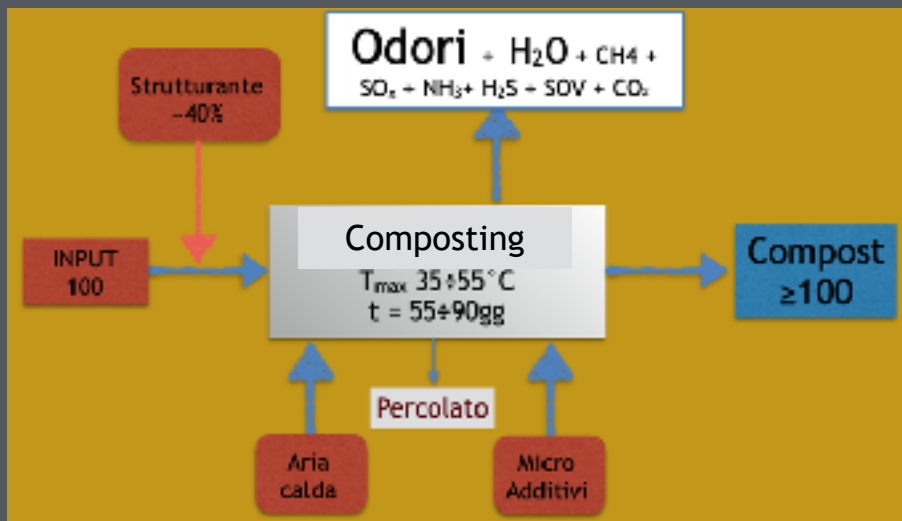 Odori + H₂O + CH4 +
SOₓ + NH₃+ H₂S + SOV + CO₂
Strutturante
~40%
INPUT
100
Composting
Tmax 35÷55°C
t = 55÷90gg
Compost
≥100
Percolato
Aria
calda
Micro
Additivi